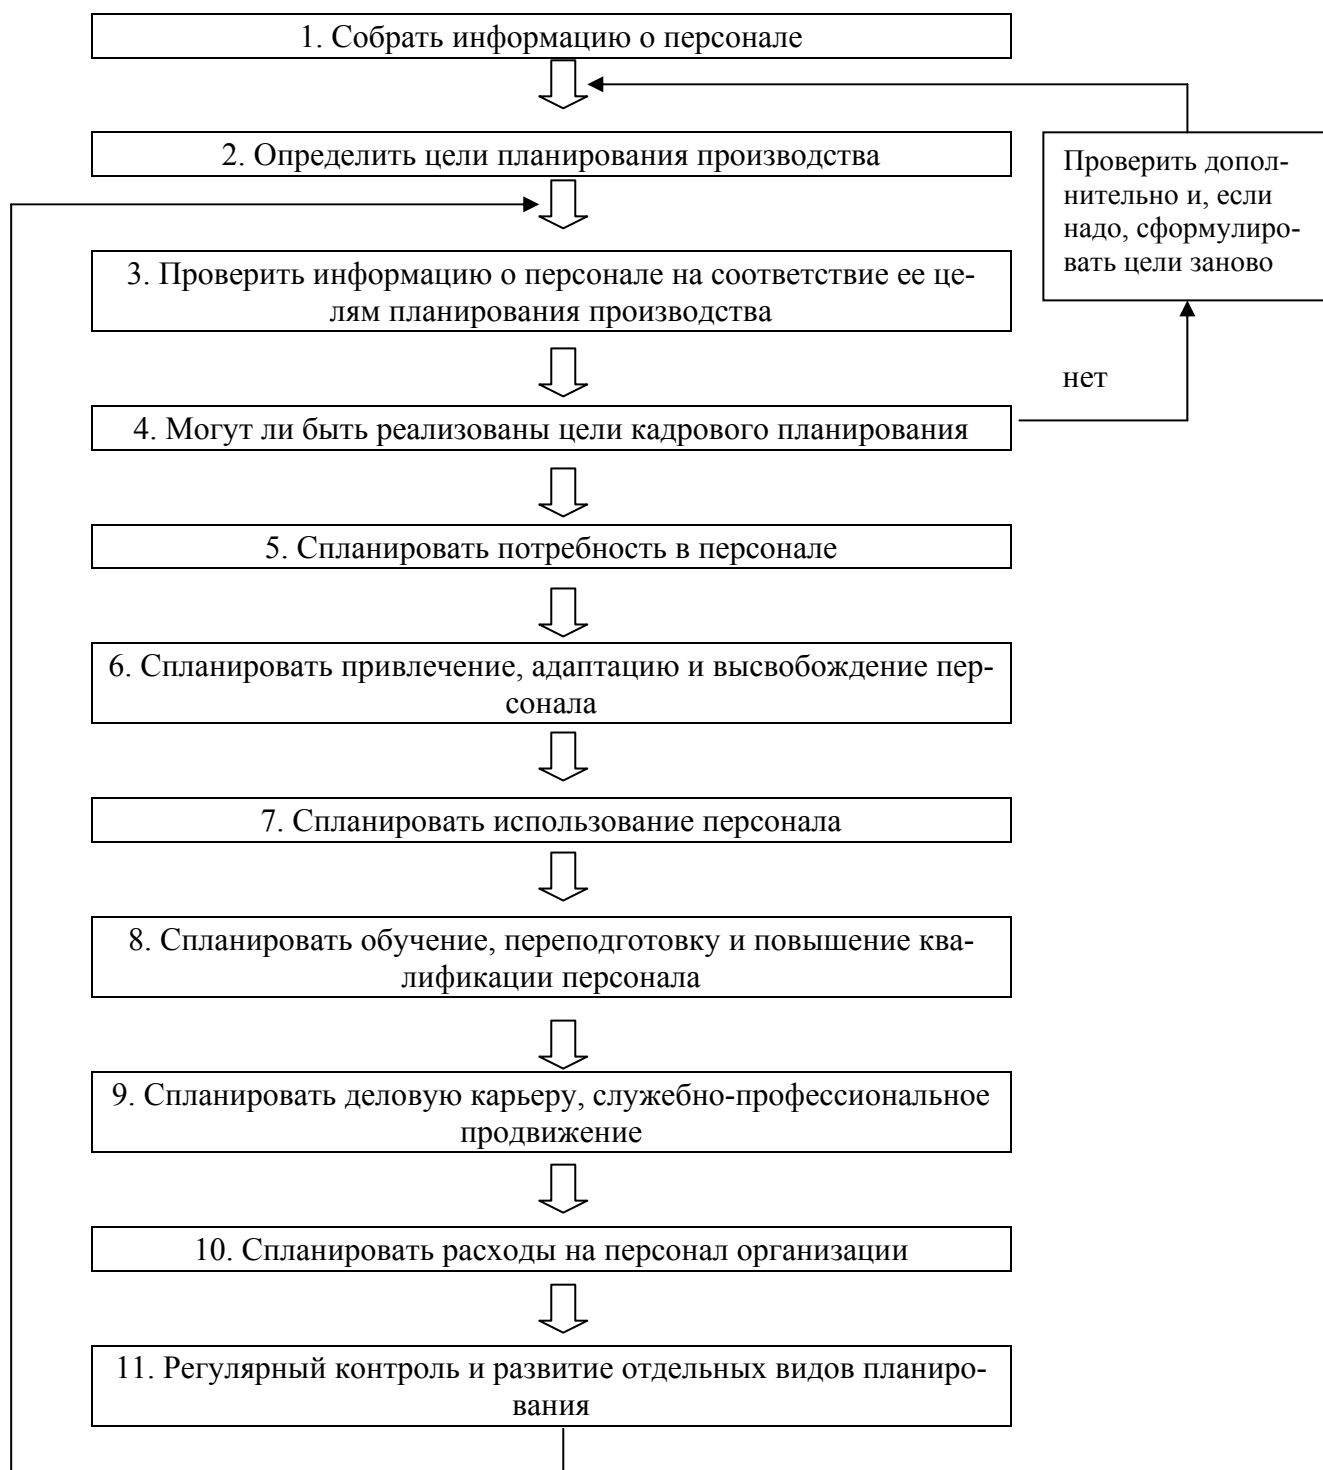 1. Собрать информацию о персонале
2. Определить цели планирования производства
Проверить допол-
нительно и, если
надо, сформулиро-
вать цели заново
3. Проверить информацию о персонале на соответствие ее це-
лям планирования производства
нет
4. Могут ли быть реализованы цели кадрового планирования
5. Спланировать потребность в персонале
6. Спланировать привлечение, адаптацию и высвобождение пер-
сонала
7. Спланировать использование персонала
8. Спланировать обучение, переподготовку и повышение ква-
лификации персонала
9. Спланировать деловую карьеру, служебно-профессиональное
продвижение
10. Спланировать расходы на персонал организации
11. Регулярный контроль и развитие отдельных видов планиро-
вания